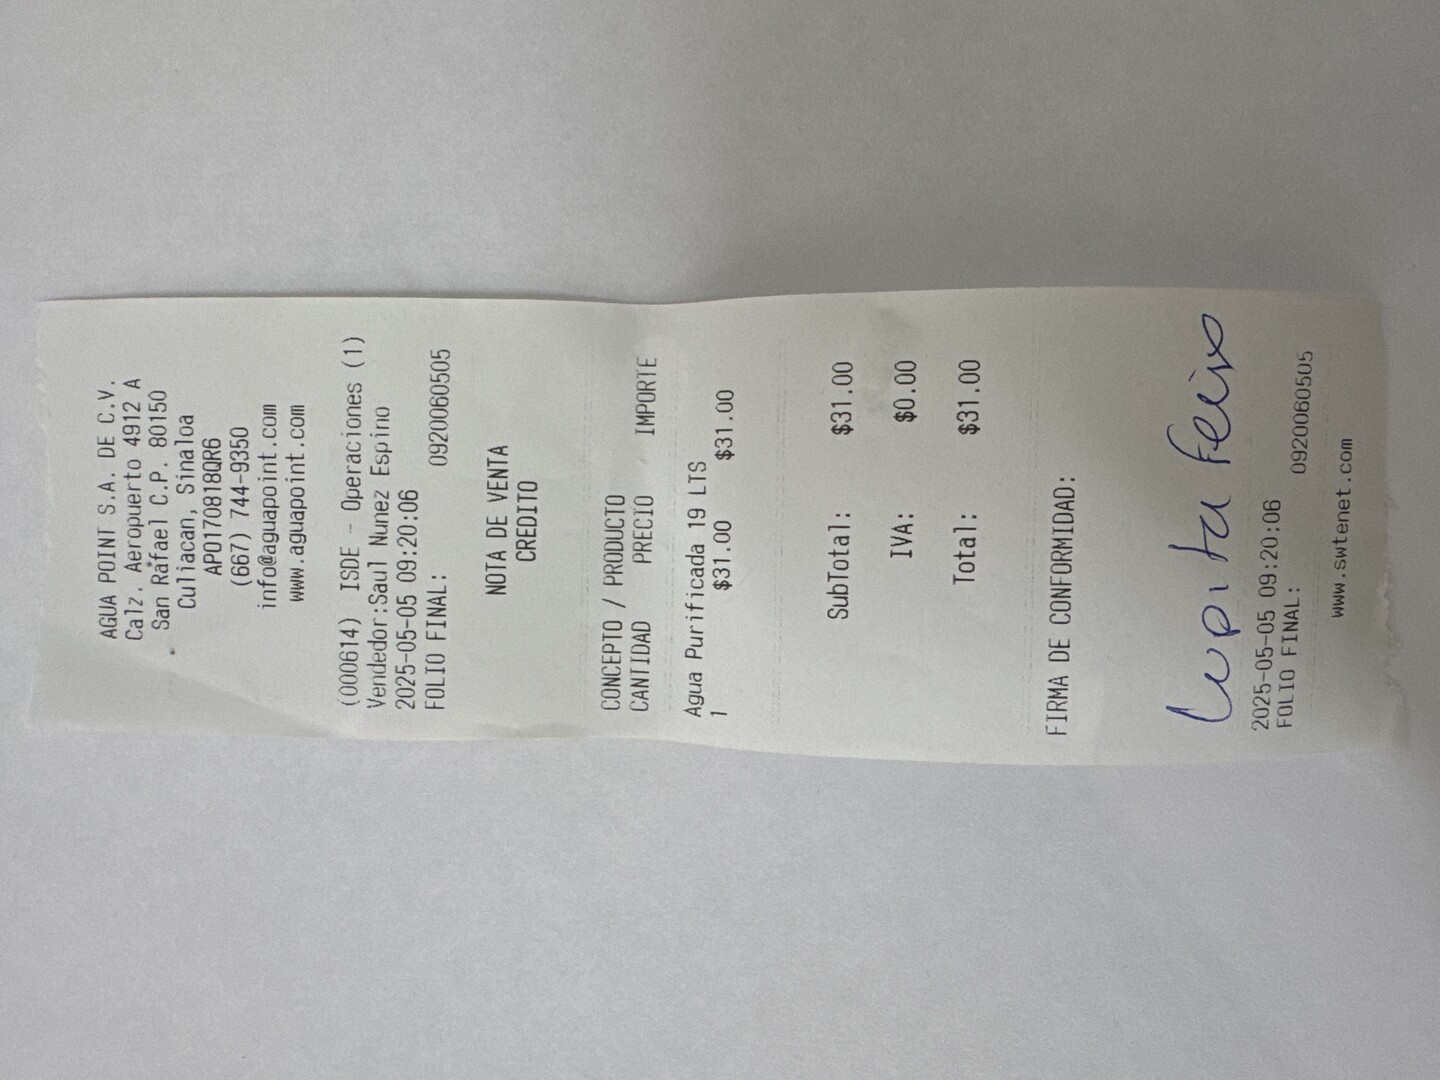 AGUA POINT S.A. DE C.V.
Calz. Aeropuerto 4912 A
San Rafael C.P. 80150
Culiacan, Sinaloa
APO170818QR6
(667) 744-9350
info@aguapoint.com
www.aguapoint.com
(000614) ISDE - Operaciones (1)
Vendedor:Saul Nunez Espino
2025-05-05 09:20:06
FOLIO FINAL: 0920060505
NOTA DE VENTA
CREDITO
CONCEPTO / PRODUCTO
CANTIDAD PRECIO IMPORTE
Agua Purificada 19 LTS
1 $31.00 $31.00
SubTotal: $31.00
IVA: $0.00
Total: $31.00
FIRMA DE CONFORMIDAD:
Lupita
2025-05-05 09:20:06
FOLIO FINAL: 0920060505
www.swtenet.com